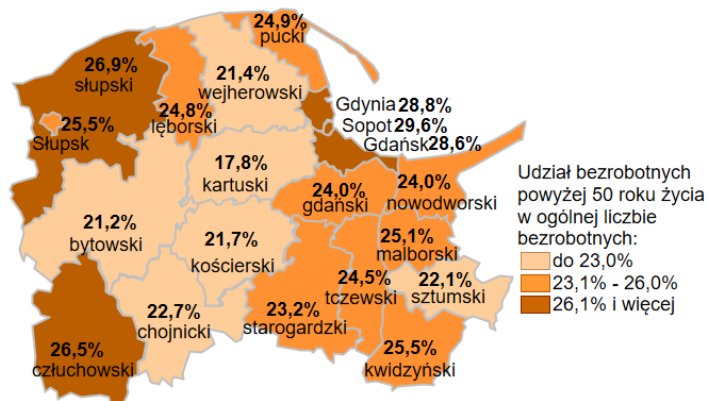 24,9%
pucki
26,9%
słupski
21,4%
wejherowski
24,8%
lęborski
25,5%
Słupsk
Gdynia 28,8%
Sopot 29,6%
Gdańsk 28,6%
17,8%
kartuski
24,0%
gdański
24,0%
nowodworski
21,2%
bytowski
21,7%
kościerski
25,1%
malborski
22,7%
chojnicki
23,2%
starogardzki
24,5%
tczewski
22,1%
sztumski
26,5%
człuchowski
25,5%
kwidzyński
Udział bezrobotnych
powyżej 50 roku życia
w ogólnej liczbie
bezrobotnych:
do 23,0%
23,1% - 26,0%
26,1% i więcej